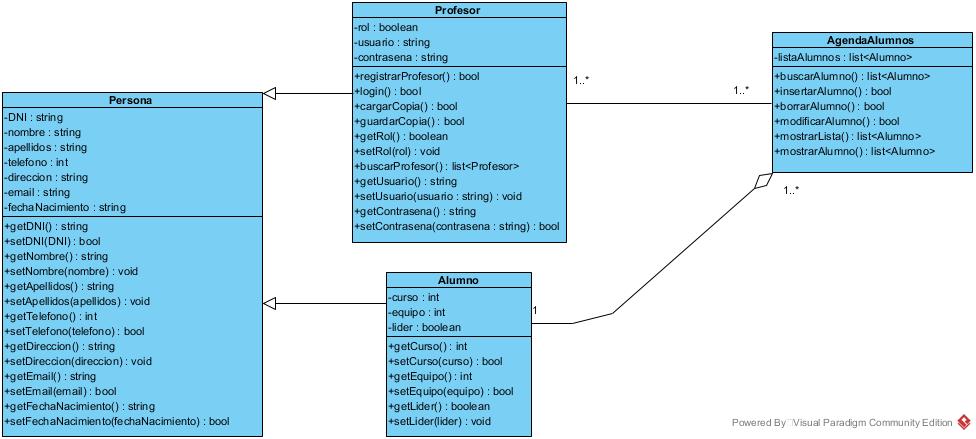 Persona
-DNI : string
-nombre : string
-apellidos : string
-telefono : int
-direccion : string
-email : string
-fechaNacimiento : string
+getDNI() : string
+setDNI(DNI) : bool
+getNombre() : string
+setNombre(nombre) : void
+getApellidos() : string
+setApellidos(apellidos) : void
+getTelefono() : int
+setTelefono(telefono) : bool
+getDireccion() : string
+setDireccion(direccion) : void
+getEmail() : string
+setEmail(email) : bool
+getFechaNacimiento() : string
+setFechaNacimiento(fechaNacimiento) : bool
Profesor
-rol : boolean
-usuario : string
-contrasena : string
+registrarProfesor() : bool
+login() : bool
+cargarCopia() : bool
+guardarCopia() : bool
+getRol() : boolean
+setRol(rol) : void
+buscarProfesor() : list<Profesor>
+getUsuario() : string
+setUsuario(usuario : string) : void
+getContrasena() : string
+setContrasena(contrasena : string) : bool
1..*
1..*
AgendaAlumnos
-listaAlumnos : list<Alumno>
+buscarAlumno() : list<Alumno>
+insertarAlumno() : bool
+borrarAlumno() : bool
+modificarAlumno() : bool
+mostrarLista() : list<Alumno>
+mostrarAlumno() : list<Alumno>
1..*
Alumno
-curso : int
-equipo : int
-lider : boolean
+getCurso() : int
+setCurso(curso) : bool
+getEquipo() : int
+setEquipo(equipo) : bool
+getLider() : boolean
+setLider(lider) : void
1
Powered By Visual Paradigm Community Edition